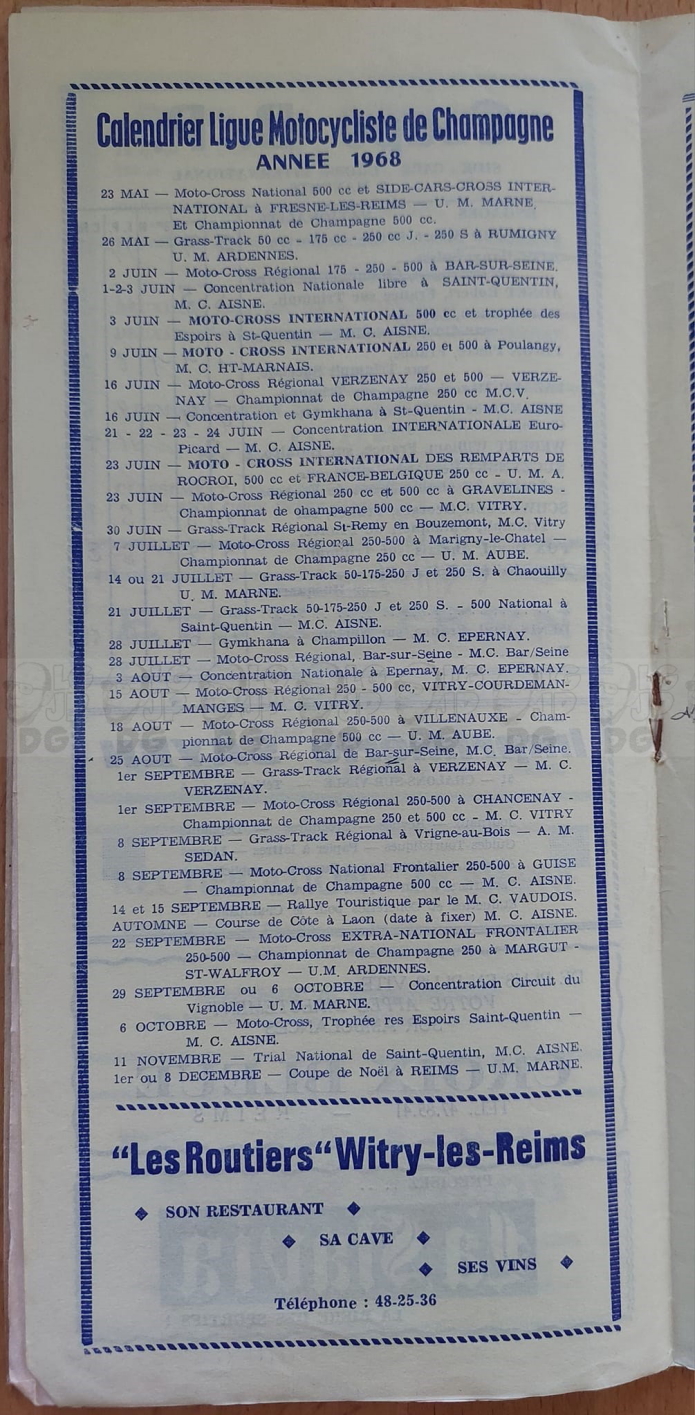 Calendrier Ligue Motocycliste de Champagne
ANNEE 1968
23 MAI — Moto-Cross National 500 cc et SIDE-CARS-CROSS INTER-
NATIONAL à FRESNE-LES-REIMS — U. M. MARNE.
Et Championnat de Champagne 500 cc.
26 MAI — Grass-Track 50 cc - 175 cc - 250 cc J. - 250 S à RUMIGNY
U. M. ARDENNES.
2 JUIN — Moto-Cross Régional 175 - 250 - 500 à BAR-SUR-SEINE.
1-2-3 JUIN — Concentration Nationale libre à SAINT-QUENTIN,
M. C. AISNE.
3 JUIN — MOTO-CROSS INTERNATIONAL 500 cc et trophée des
Espoirs à St-Quentin — M. C. AISNE.
9 JUIN — MOTO - CROSS INTERNATIONAL 250 et 500 à Poulangy,
M. C. HT-MARNAIS.
16 JUIN — Moto-Cross Régional VERZENAY 250 et 500 — VERZE-
NAY — Championnat de Champagne 250 cc M.C.V.
16 JUIN — Concentration et Gymkhana à St-Quentin - M.C. AISNE
21 - 22 - 23 - 24 JUIN — Concentration INTERNATIONALE Euro-
Picard — M. C. AISNE.
23 JUIN — MOTO - CROSS INTERNATIONAL DES REMPARTS DE
ROCROI, 500 cc et FRANCE-BELGIQUE 250 cc - U. M. A.
23 JUIN — Moto-Cross Régional 250 cc et 500 cc à GRAVELINES -
Championnat de ohampagne 500 cc — M.C. VITRY.
30 JUIN — Grass-Track Régional St-Remy en Bouzemont, M.C. Vitry
7 JUILLET — Moto-Cross Régional 250-500 à Marigny-le-Chatel —
Championnat de Champagne 250 cc — U. M. AUBE.
14 ou 21 JUILLET — Grass-Track 50-175-250 J et 250 S. à Chaouilly
U. M. MARNE.
21 JUILLET — Grass-Track 50-175-250 J et 250 S. - 500 National à
Saint-Quentin — M.C. AISNE.
28 JUILLET — Gymkhana à Champillon — M. C. EPERNAY.
28 JUILLET — Moto-Cross Régional, Bar-sur-Seine - M.C. Bar/Seine
3 AOUT — Concentration Nationale à Epernay, M. C. EPERNAY.
15 AOUT — Moto-Cross Régional 250 - 500 cc, VITRY-COURDEMAN-
MANGES — M. C. VITRY.
18 AOUT — Moto-Cross Régional 250-500 à VILLENAUXE - Cham-
pionnat de Champagne 500 cc — U. M. AUBE.
25 AOUT — Moto-Cross Régional de Bar-sur-Seine, M.C. Bar/Seine.
1er SEPTEMBRE — Grass-Track Régional à VERZENAY — M. C.
VERZENAY.
1er SEPTEMBRE — Moto-Cross Régional 250-500 à CHANCENAY -
Championnat de Champagne 250 et 500 cc - M. C. VITRY
8 SEPTEMBRE — Grass-Track Régional à Vrigne-au-Bois — A. M.
SEDAN.
8 SEPTEMBRE — Moto-Cross National Frontalier 250-500 à GUISE
— Championnat de Champagne 500 cc — M. C. AISNE.
14 et 15 SEPTEMBRE — Rallye Touristique par le M. C. VAUDOIS.
AUTOMNE — Course de Côte à Laon (date à fixer) M. C. AISNE.
22 SEPTEMBRE — Moto-Cross EXTRA-NATIONAL FRONTALIER
250-500 — Championnat de Champagne 250 à MARGUT -
ST-WALFROY — U.M. ARDENNES.
29 SEPTEMBRE ou 6 OCTOBRE — Concentration Circuit du
Vignoble — U. M. MARNE.
6 OCTOBRE — Moto-Cross, Trophée res Espoirs Saint-Quentin —
M. C. AISNE.
11 NOVEMBRE — Trial National de Saint-Quentin, M.C. AISNE.
1er ou 8 DECEMBRE — Coupe de Noël à REIMS — U.M. MARNE.
"Les Routiers" Witry-les-Reims
SON RESTAURANT
SA CAVE
SES VINS
Téléphone : 48-25-36